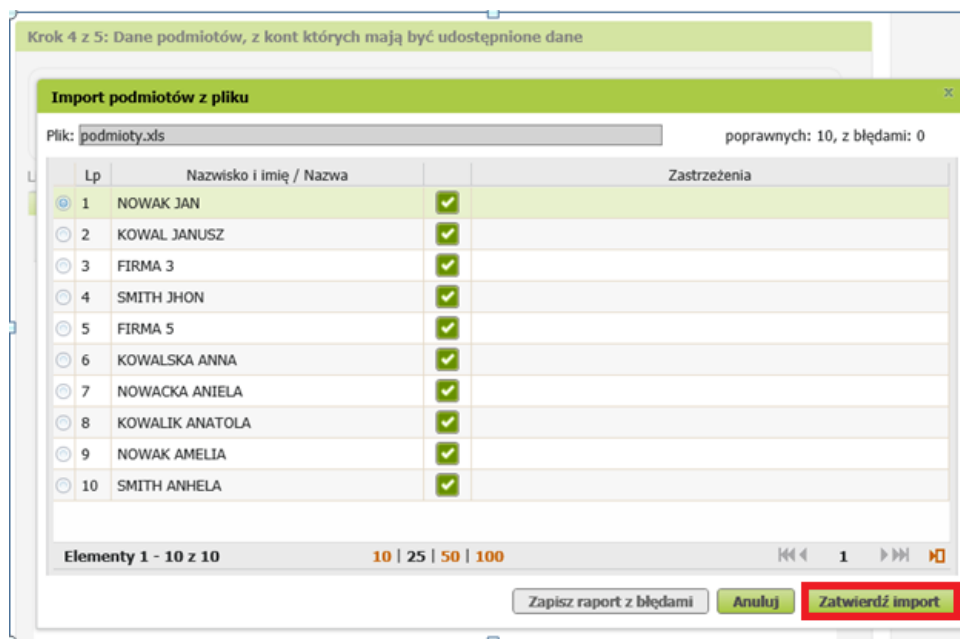 Krok 4 z 5: Dane podmiotów, z kont których mają być udostępnione dane
Import podmiotów z pliku x
Plik: podmioty.xls poprawnych: 10, z błędami: 0
Lp Nazwisko i imię / Nazwa Zastrzeżenia
1 NOWAK JAN
2 KOWAL JANUSZ
3 FIRMA 3
4 SMITH JHON
5 FIRMA 5
6 KOWALSKA ANNA
7 NOWACKA ANIELA
8 KOWALIK ANATOLA
9 NOWAK AMELIA
10 SMITH ANHELA
Elementy 1 - 10 z 10 10 | 25 | 50 | 100 1
Zapisz raport z błędami Anuluj Zatwierdź import